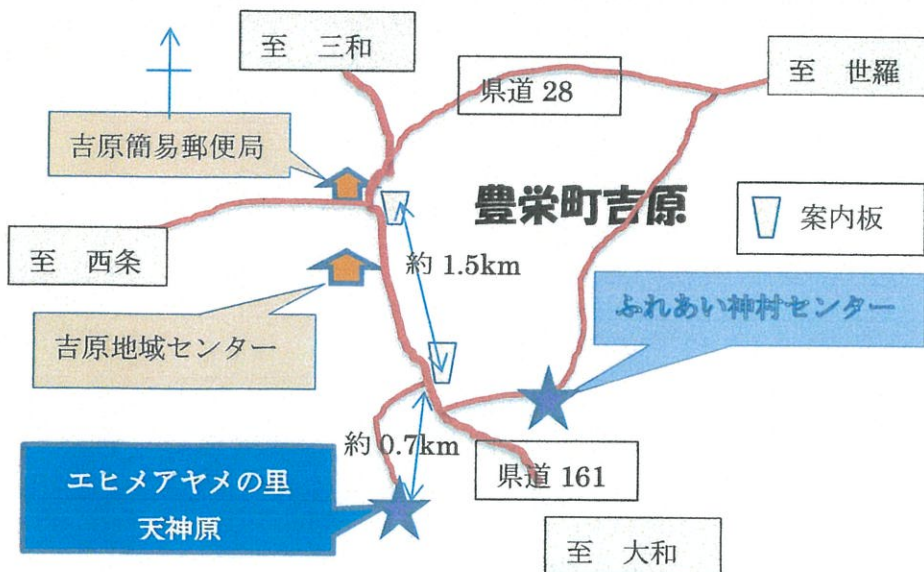 至　三和
県道 28
至　世羅
吉原簡易郵便局
豊栄町吉原
案内板
至　西条
約 1.5km
ふれあい神村センター
吉原地域センター
約 0.7km
エヒメアヤメの里
天神原
県道 161
至　大和